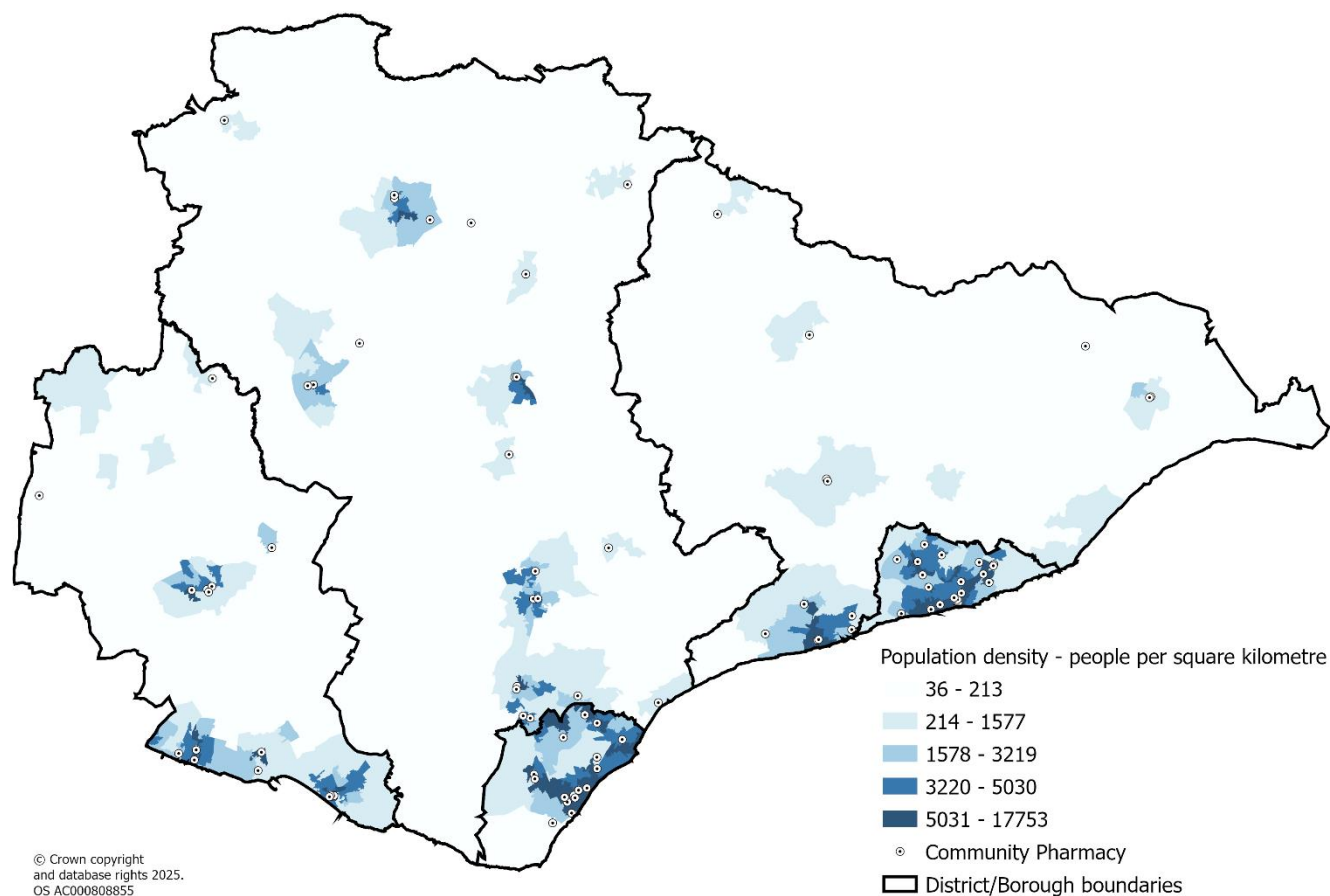 Population density - people per square kilometre
36 - 213
214 - 1577
1578 - 3219
3220 - 5030
5031 - 17753
Community Pharmacy
District/Borough boundaries
© Crown copyright
and database rights 2025.
OS AC000808855